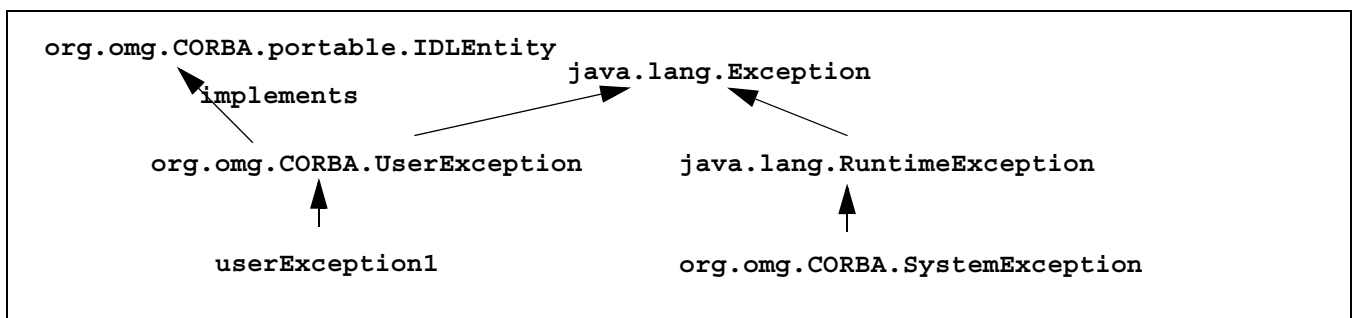 org.omg.CORBA.portable.IDLEntity
java.lang.Exception
implements
org.omg.CORBA.UserException
java.lang.RuntimeException
userException1
org.omg.CORBA.SystemException